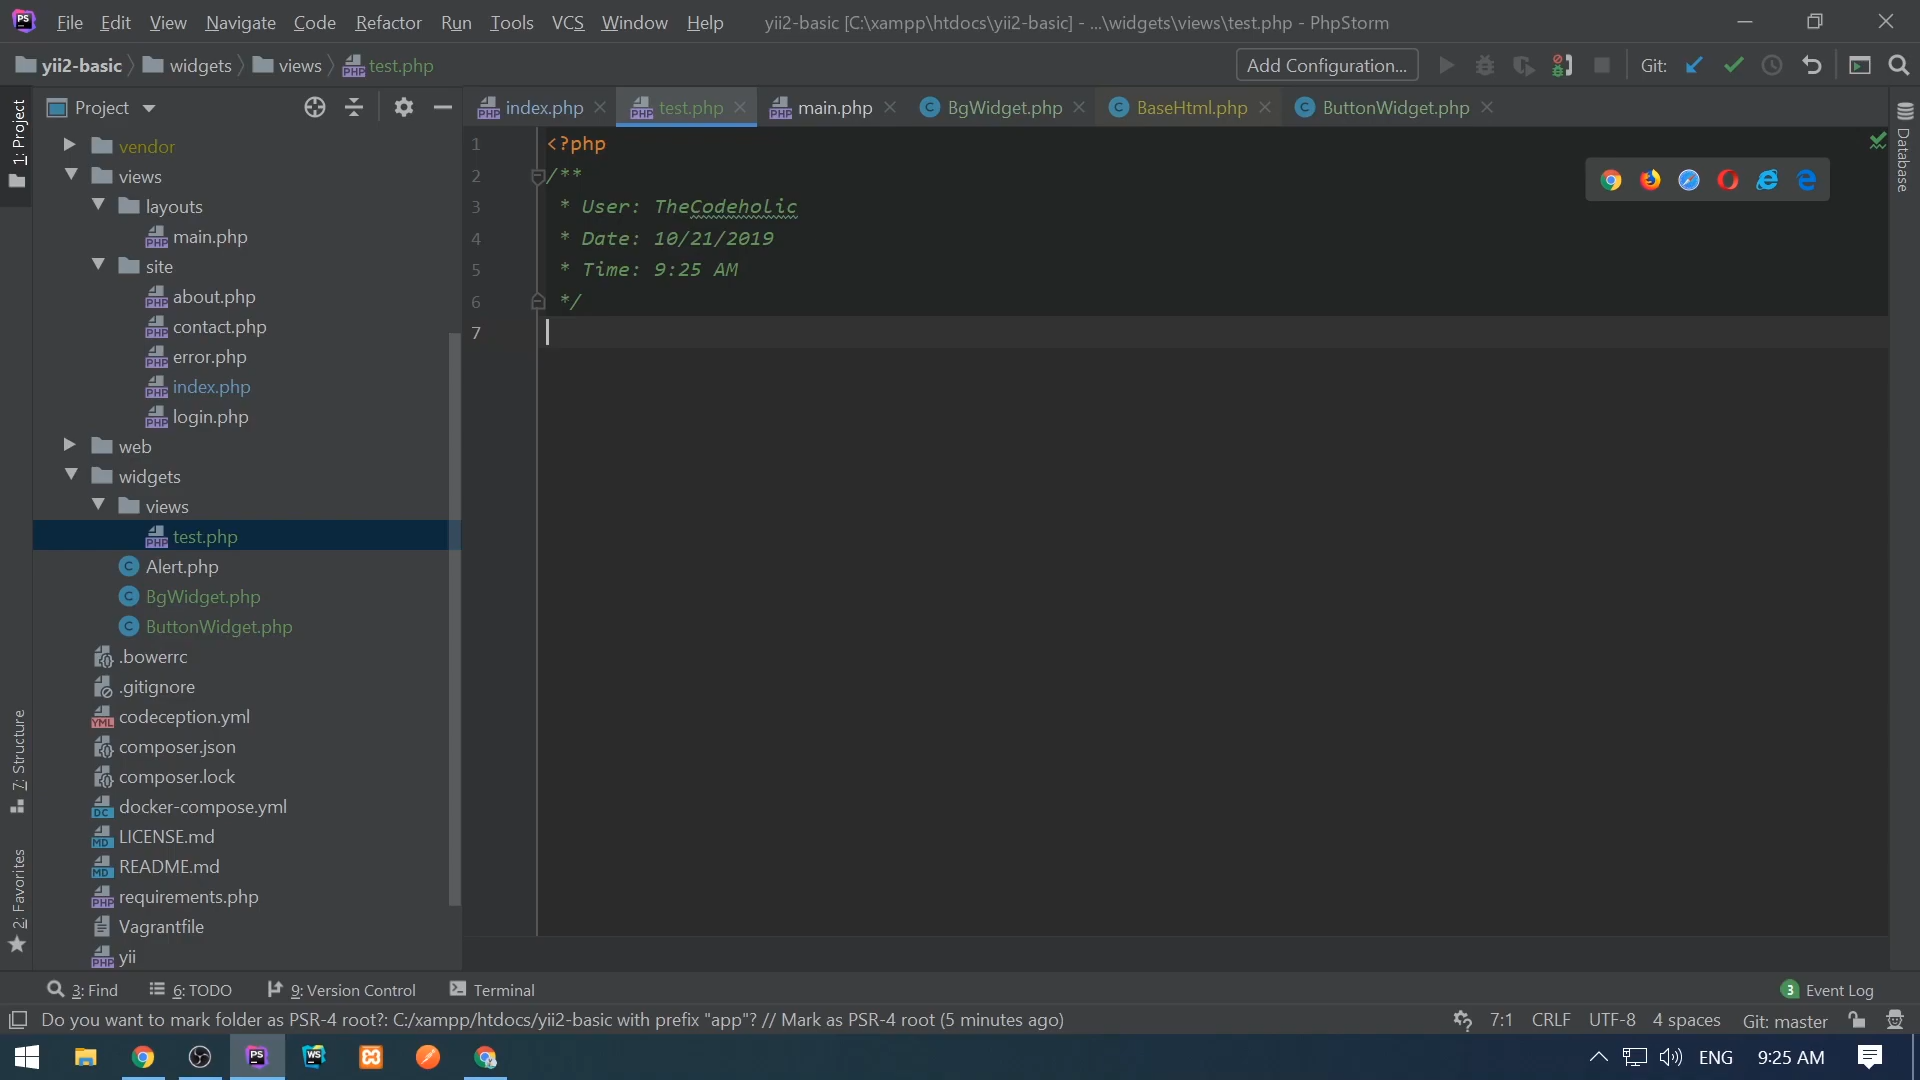 File Edit View Navigate Code Refactor Run Tools VCS Window Help yii2-basic [C:\xampp\htdocs\yii2-basic] - ...\widgets\views\test.php - PhpStorm
yii2-basic widgets views test.php Add Configuration... Git:
Project
index.php test.php main.php BgWidget.php BaseHtml.php ButtonWidget.php
1: Project
7: Structure
2: Favorites
Database
vendor
views
layouts
main.php
site
about.php
contact.php
error.php
index.php
login.php
web
widgets
views
test.php
Alert.php
BgWidget.php
ButtonWidget.php
.bowerrc
.gitignore
codeception.yml
composer.json
composer.lock
docker-compose.yml
LICENSE.md
README.md
requirements.php
Vagrantfile
yii
1 <?php
2 /**
3 * User: TheCodeholic
4 * Date: 10/21/2019
5 * Time: 9:25 AM
6 */
7
3: Find 6: TODO 9: Version Control Terminal 3 Event Log
Do you want to mark folder as PSR-4 root?: C:/xampp/htdocs/yii2-basic with prefix "app"? // Mark as PSR-4 root (5 minutes ago) 7:1 CRLF UTF-8 4 spaces Git: master
ENG 9:25 AM